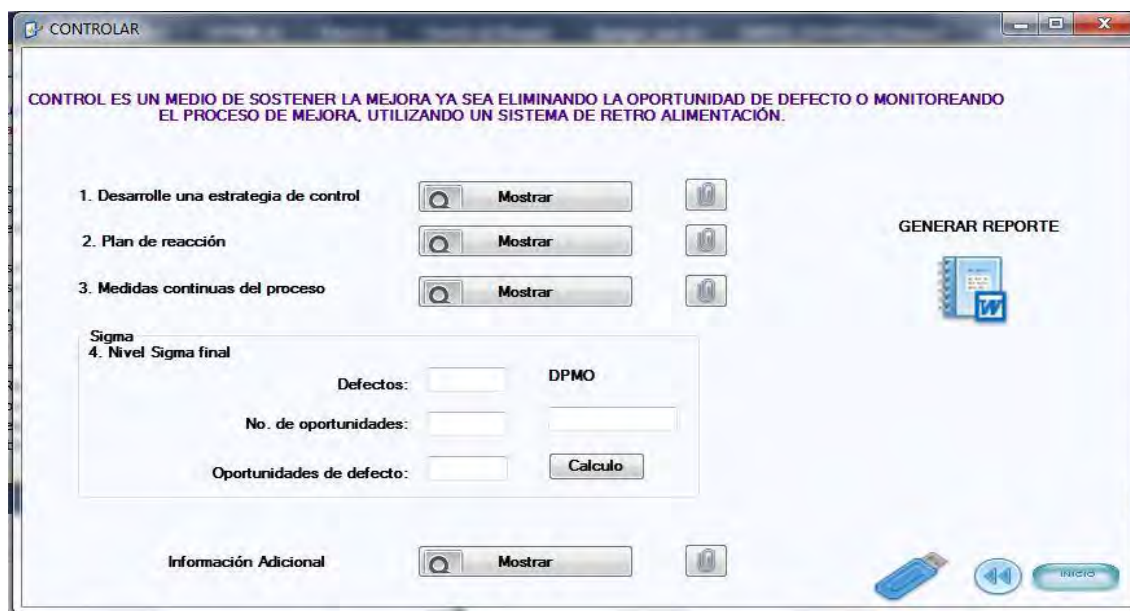 CONTROLAR
CONTROL ES UN MEDIO DE SOSTENER LA MEJORA YA SEA ELIMINANDO LA OPORTUNIDAD DE DEFECTO O MONITOREANDO
EL PROCESO DE MEJORA, UTILIZANDO UN SISTEMA DE RETRO ALIMENTACIÓN.
1. Desarrolle una estrategia de control Mostrar
2. Plan de reacción Mostrar
3. Medidas continuas del proceso Mostrar
GENERAR REPORTE
W
Sigma
4. Nivel Sigma final
Defectos: DPMO
No. de oportunidades:
Oportunidades de defecto: Calculo
Información Adicional Mostrar
INICIO